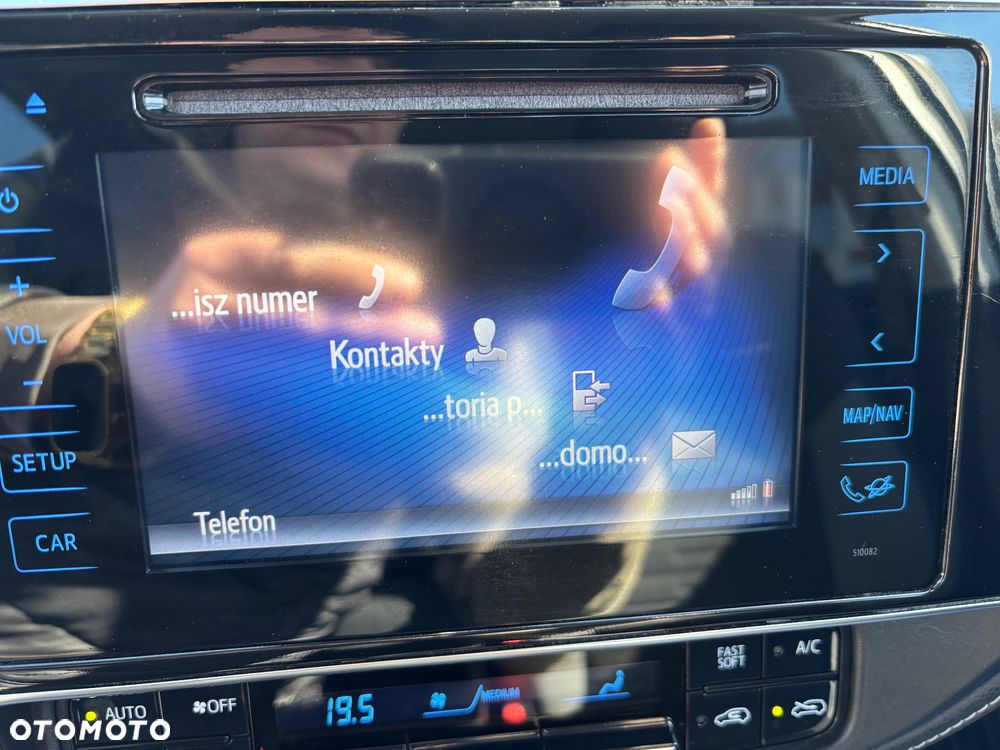 MEDIA
VOL
SETUP
CAR
MAP/NAV
...isz numer
Kontakty
...toria p...
...domo...
Telefon
510082
AUTO
OFF
19.5
MEDIUM
FAST
SOFT
A/C
OTOMOTO